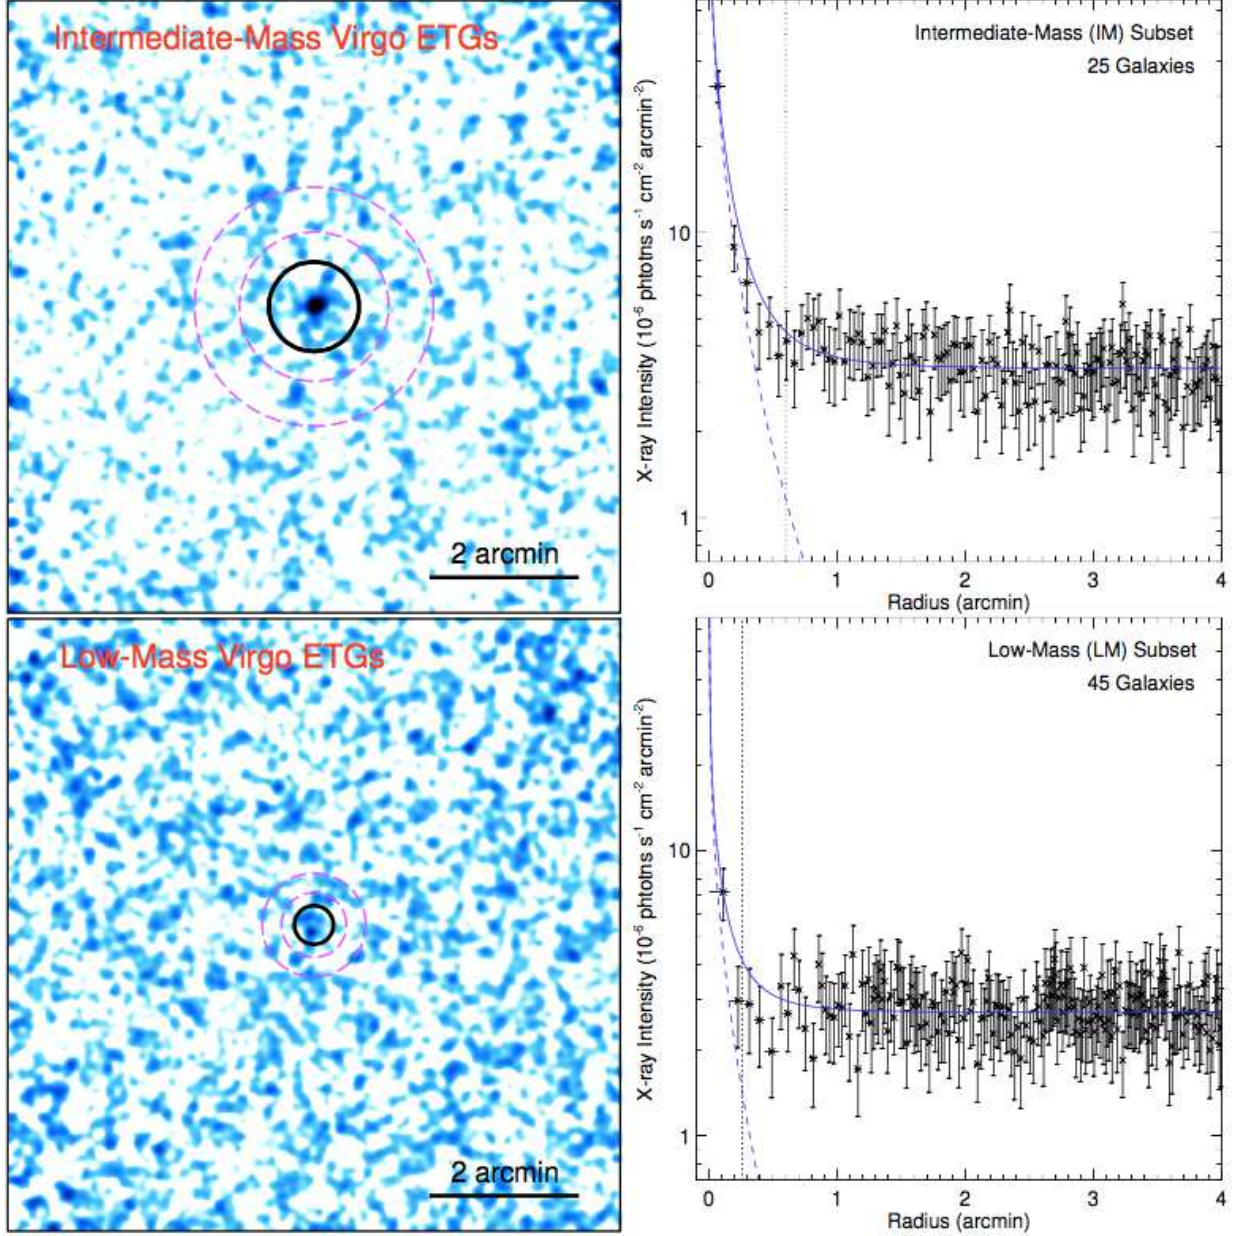 Intermediate-Mass Virgo ETGs
2 arcmin
X-ray Intensity (10⁻⁶ phtotns s⁻¹ cm⁻² arcmin⁻²)
Intermediate-Mass (IM) Subset
25 Galaxies
10
1
0 1 2 3 4
Radius (arcmin)
Low-Mass Virgo ETGs
2 arcmin
X-ray Intensity (10⁻⁶ phtotns s⁻¹ cm⁻² arcmin⁻²)
Low-Mass (LM) Subset
45 Galaxies
10
1
0 1 2 3 4
Radius (arcmin)